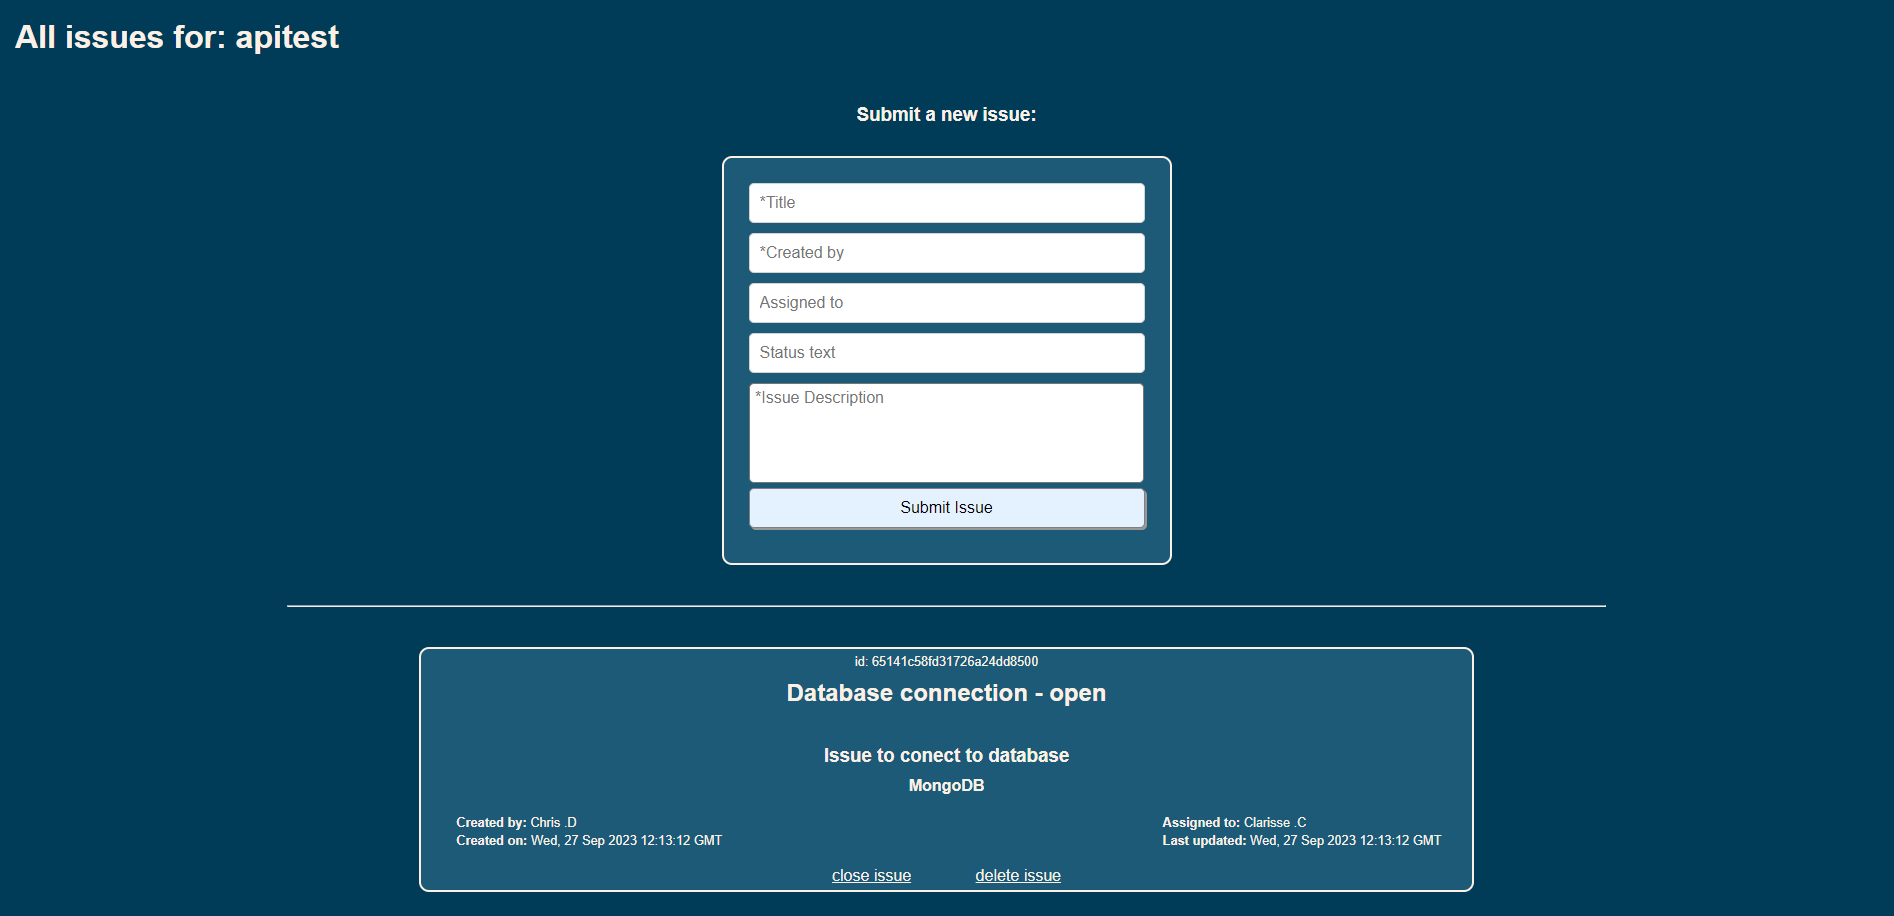 All issues for: apitest
Submit a new issue:
*Title
*Created by
Assigned to
Status text
*Issue Description
Submit Issue
id: 65141c58fd31726a24dd8500
Database connection - open
Issue to conect to database
MongoDB
Created by: Chris .D
Created on: Wed, 27 Sep 2023 12:13:12 GMT
Assigned to: Clarisse .C
Last updated: Wed, 27 Sep 2023 12:13:12 GMT
close issue delete issue